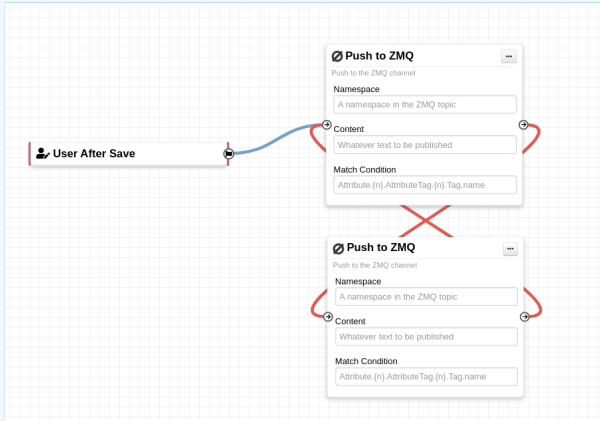 Push to ZMQ
...
Push to the ZMQ channel
Namespace
A namespace in the ZMQ topic
Content
Whatever text to be published
Match Condition
Attribute.{n}.AttributeTag.{n}.Tag.name
User After Save
Push to ZMQ
...
Push to the ZMQ channel
Namespace
A namespace in the ZMQ topic
Content
Whatever text to be published
Match Condition
Attribute.{n}.AttributeTag.{n}.Tag.name